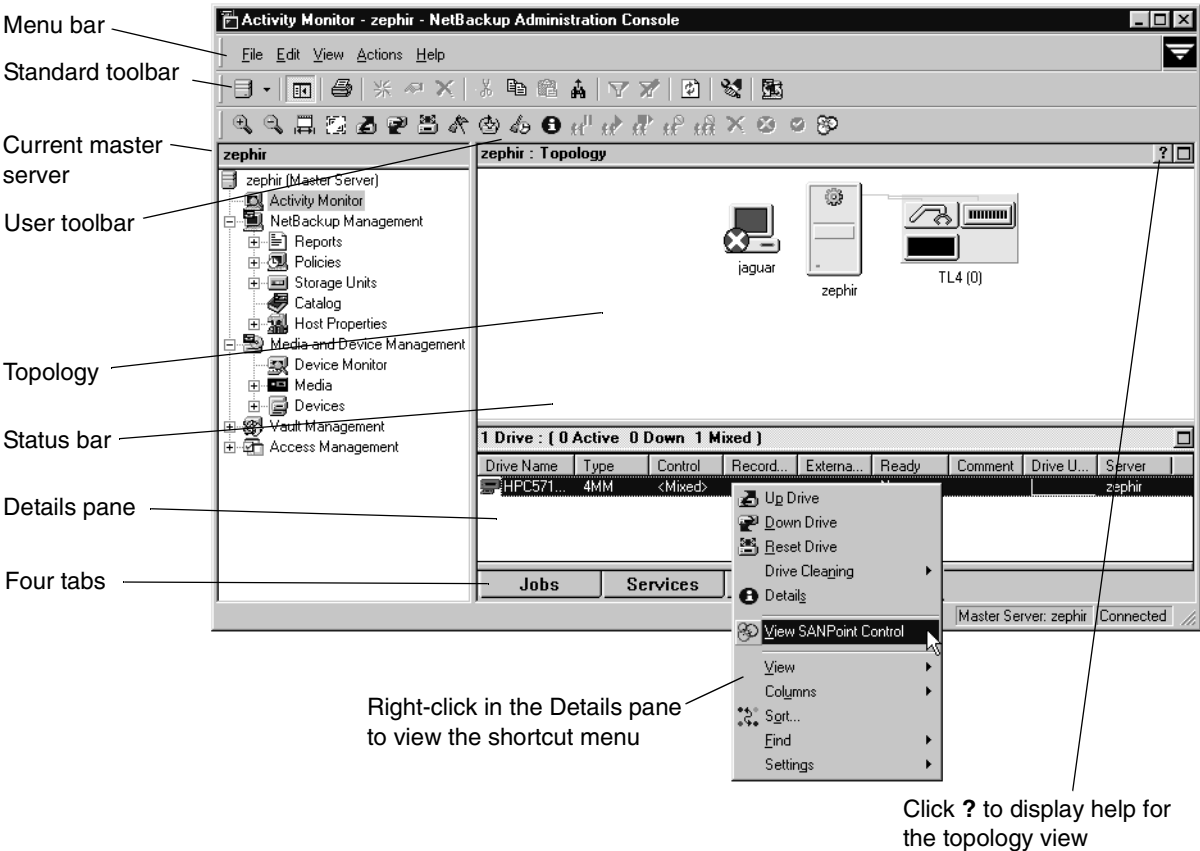 Activity Monitor - zephir - NetBackup Administration Console
Menu bar
File Edit View Actions Help
Standard toolbar
Current master
server
zephir
zephir : Topology
?
zephir (Master Server)
Activity Monitor
NetBackup Management
Reports
Policies
Storage Units
Catalog
Host Properties
Media and Device Management
Device Monitor
Media
Devices
Vault Management
Access Management
User toolbar
jaguar
zephir
TL4 (0)
Topology
Status bar
1 Drive : ( 0 Active 0 Down 1 Mixed )
Drive Name Type Control Record... Externa... Ready Comment Drive U... Server
HPC571... 4MM <Mixed> zephir
Details pane
Four tabs
Jobs Services
Up Drive
Down Drive
Reset Drive
Drive Cleaning
Details
View SANPoint Control
View
Columns
Sort...
Find
Settings
Master Server: zephir Connected
Right-click in the Details pane
to view the shortcut menu
Click ? to display help for
the topology view